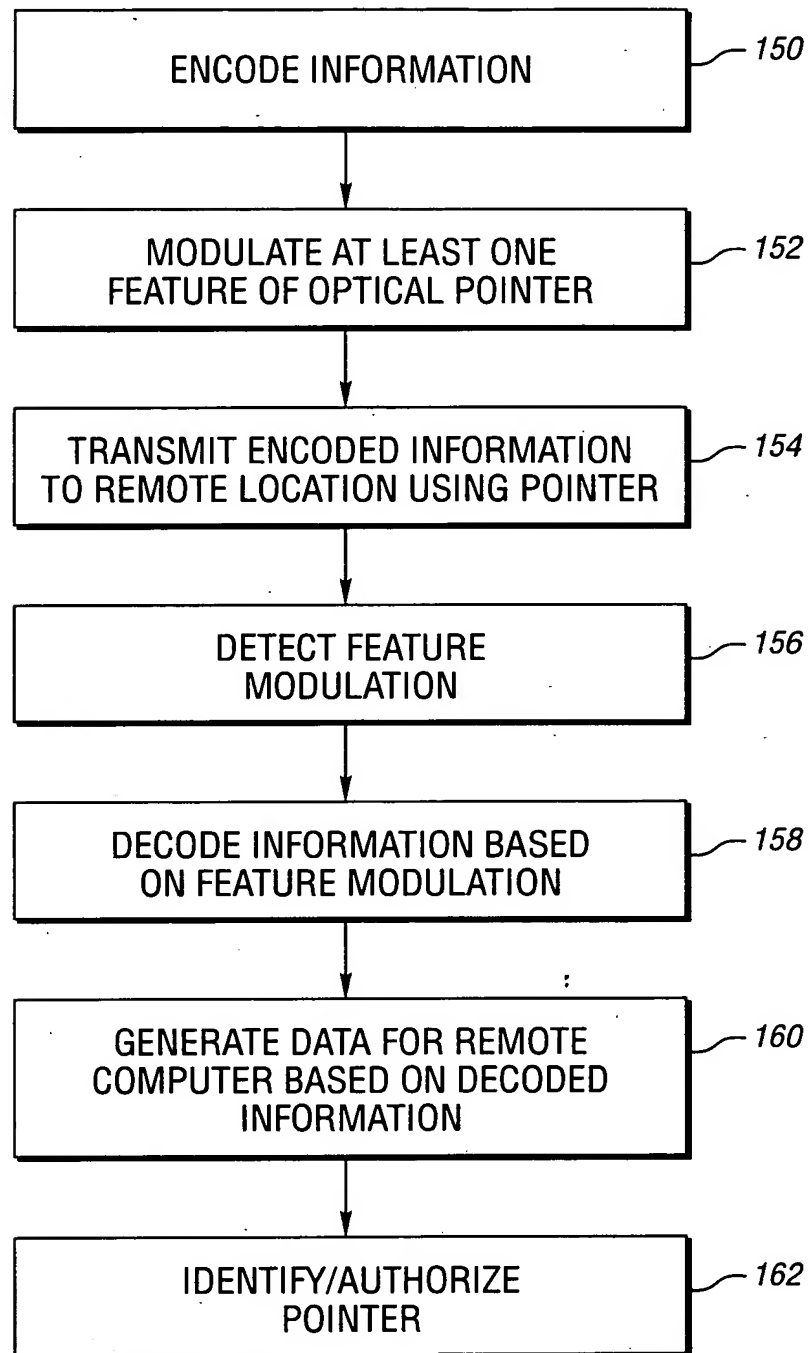 ENCODE INFORMATION
150
MODULATE AT LEAST ONE
FEATURE OF OPTICAL POINTER
152
TRANSMIT ENCODED INFORMATION
TO REMOTE LOCATION USING POINTER
154
DETECT FEATURE
MODULATION
156
DECODE INFORMATION BASED
ON FEATURE MODULATION
158
GENERATE DATA FOR REMOTE
COMPUTER BASED ON DECODED
INFORMATION
160
IDENTIFY/AUTHORIZE
POINTER
162